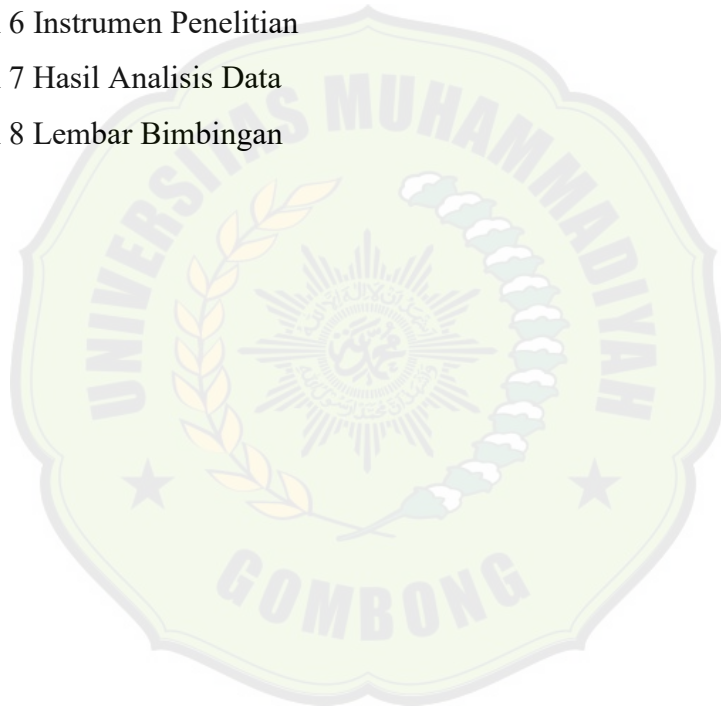 6 Instrumen Penelitian
7 Hasil Analisis Data
8 Lembar Bimbingan
UNIVERSITAS MUHAMMADIYAH
GOMBONG